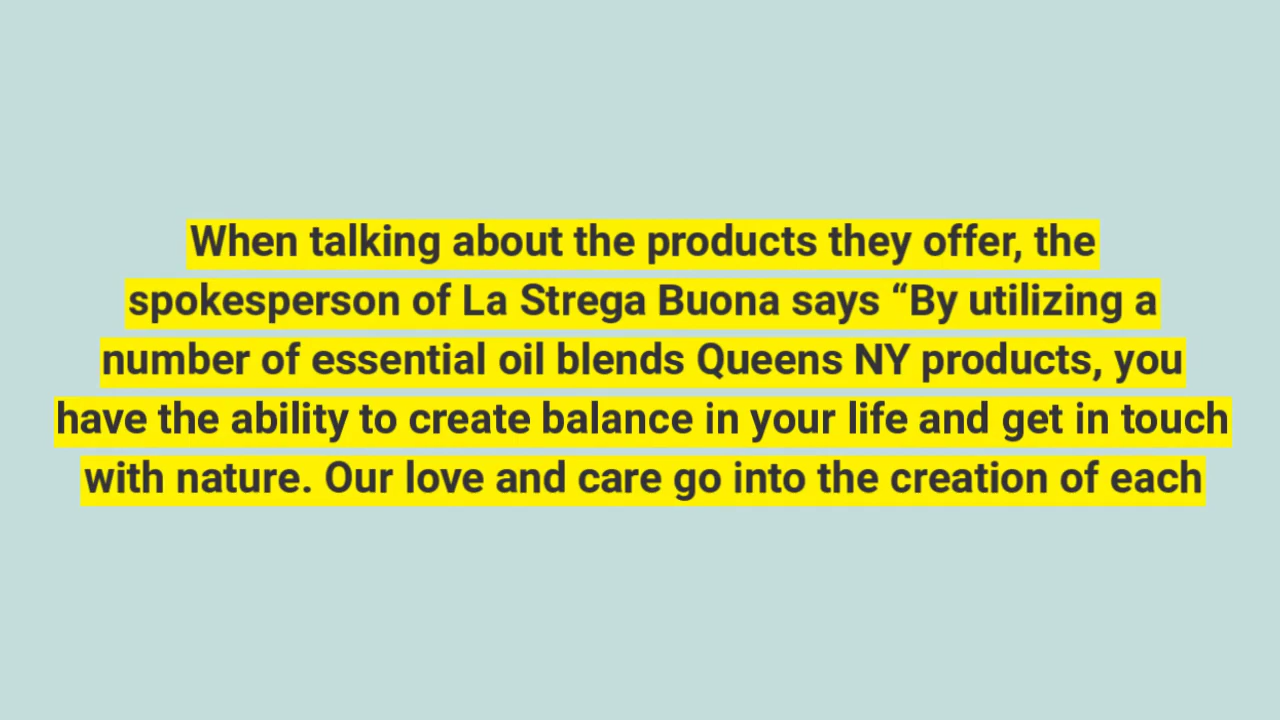 When talking about the products they offer, the
spokesperson of La Strega Buona says “By utilizing a
number of essential oil blends Queens NY products, you
have the ability to create balance in your life and get in touch
with nature. Our love and care go into the creation of each